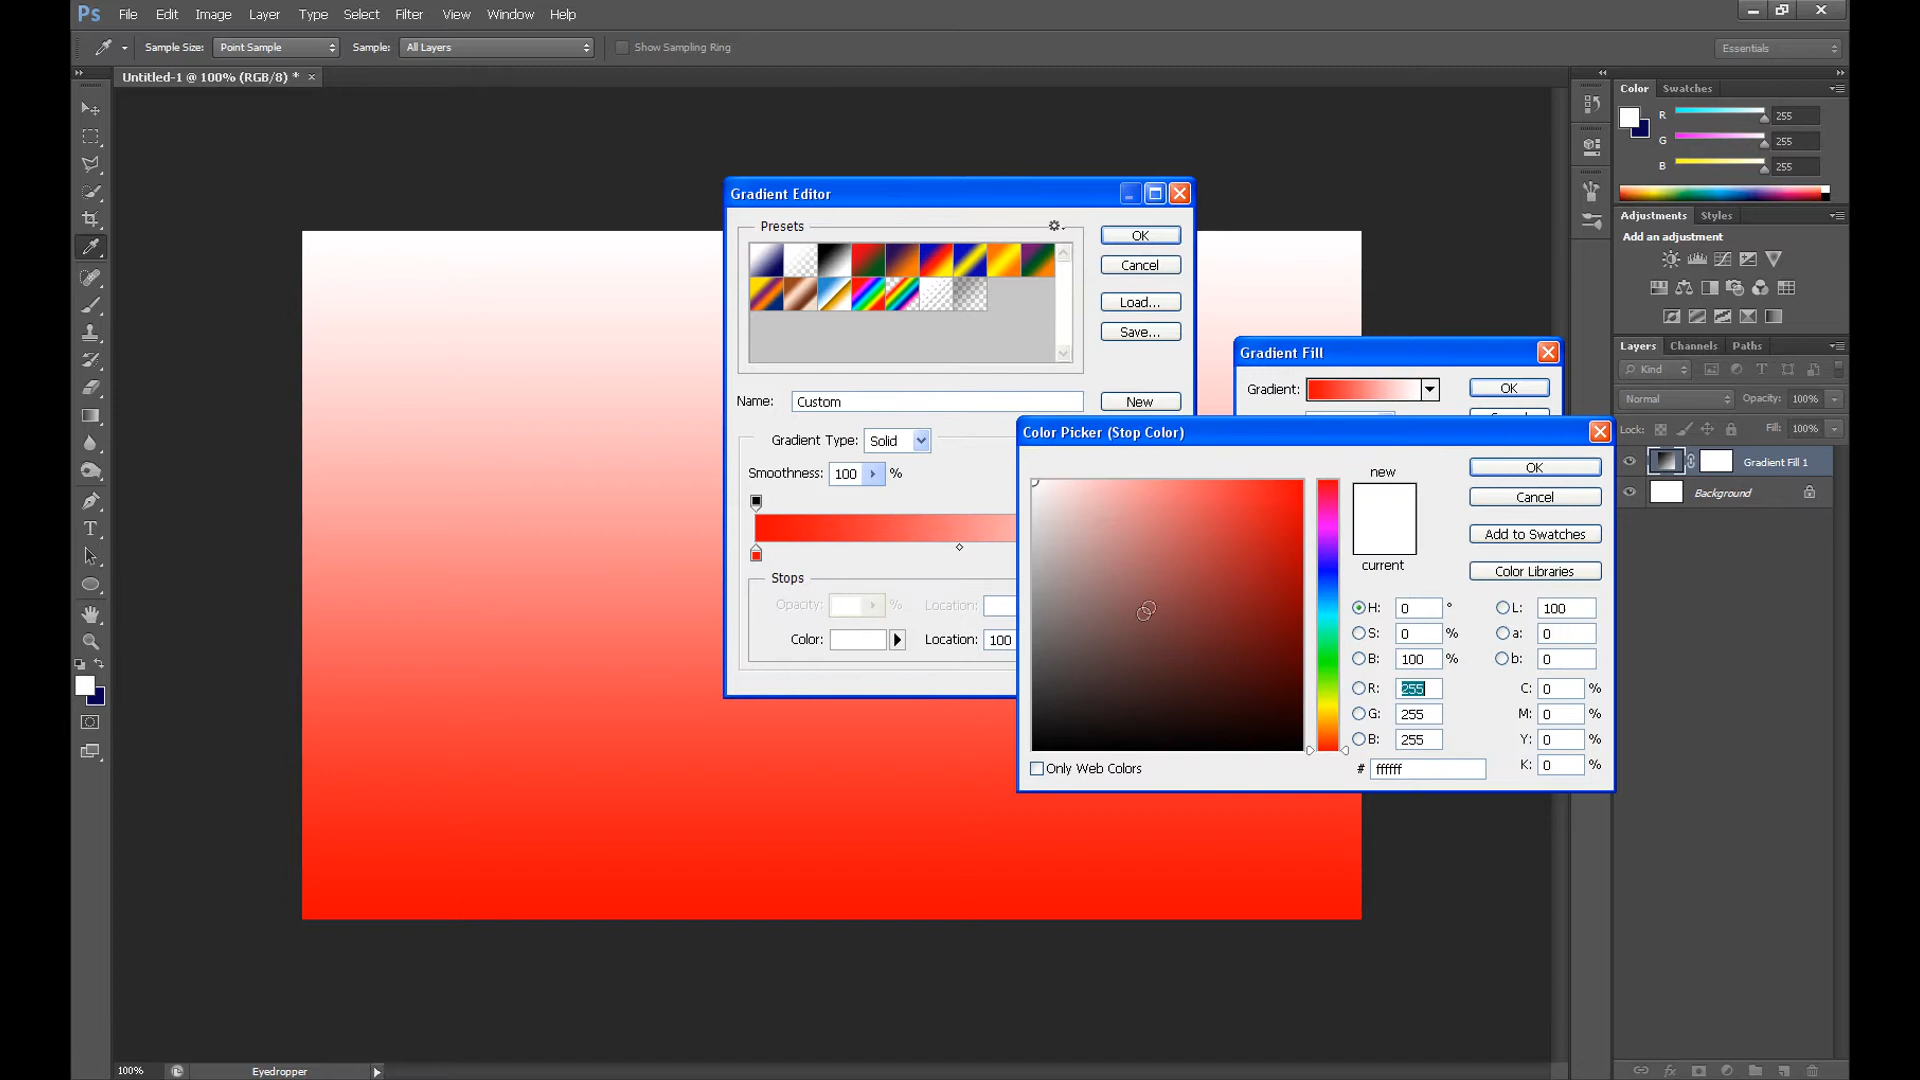 Ps File Edit Image Layer Type Select Filter View Window Help
Sample Size: Point Sample Sample: All Layers Show Sampling Ring Essentials
Untitled-1 @ 100% (RGB/8) * ×
Color Swatches
R 255
G 255
B 255
Adjustments Styles
Add an adjustment
Layers Channels Paths
Kind
Normal Opacity: 100%
Lock: Fill: 100%
Gradient Fill 1
Background
Gradient Editor
Presets
OK
Cancel
Load...
Save...
Name: Custom New
Gradient Type: Solid
Smoothness: 100 %
Stops
Opacity: % Location:
Color: Location: 100
Gradient Fill
Gradient: OK
Color Picker (Stop Color)
new
current
OK
Cancel
Add to Swatches
Color Libraries
H: 0 ° L: 100
S: 0 % a: 0
B: 100 % b: 0
R: 255 C: 0 %
G: 255 M: 0 %
B: 255 Y: 0 %
K: 0 %
# ffffff
Only Web Colors
100% Eyedropper
fx